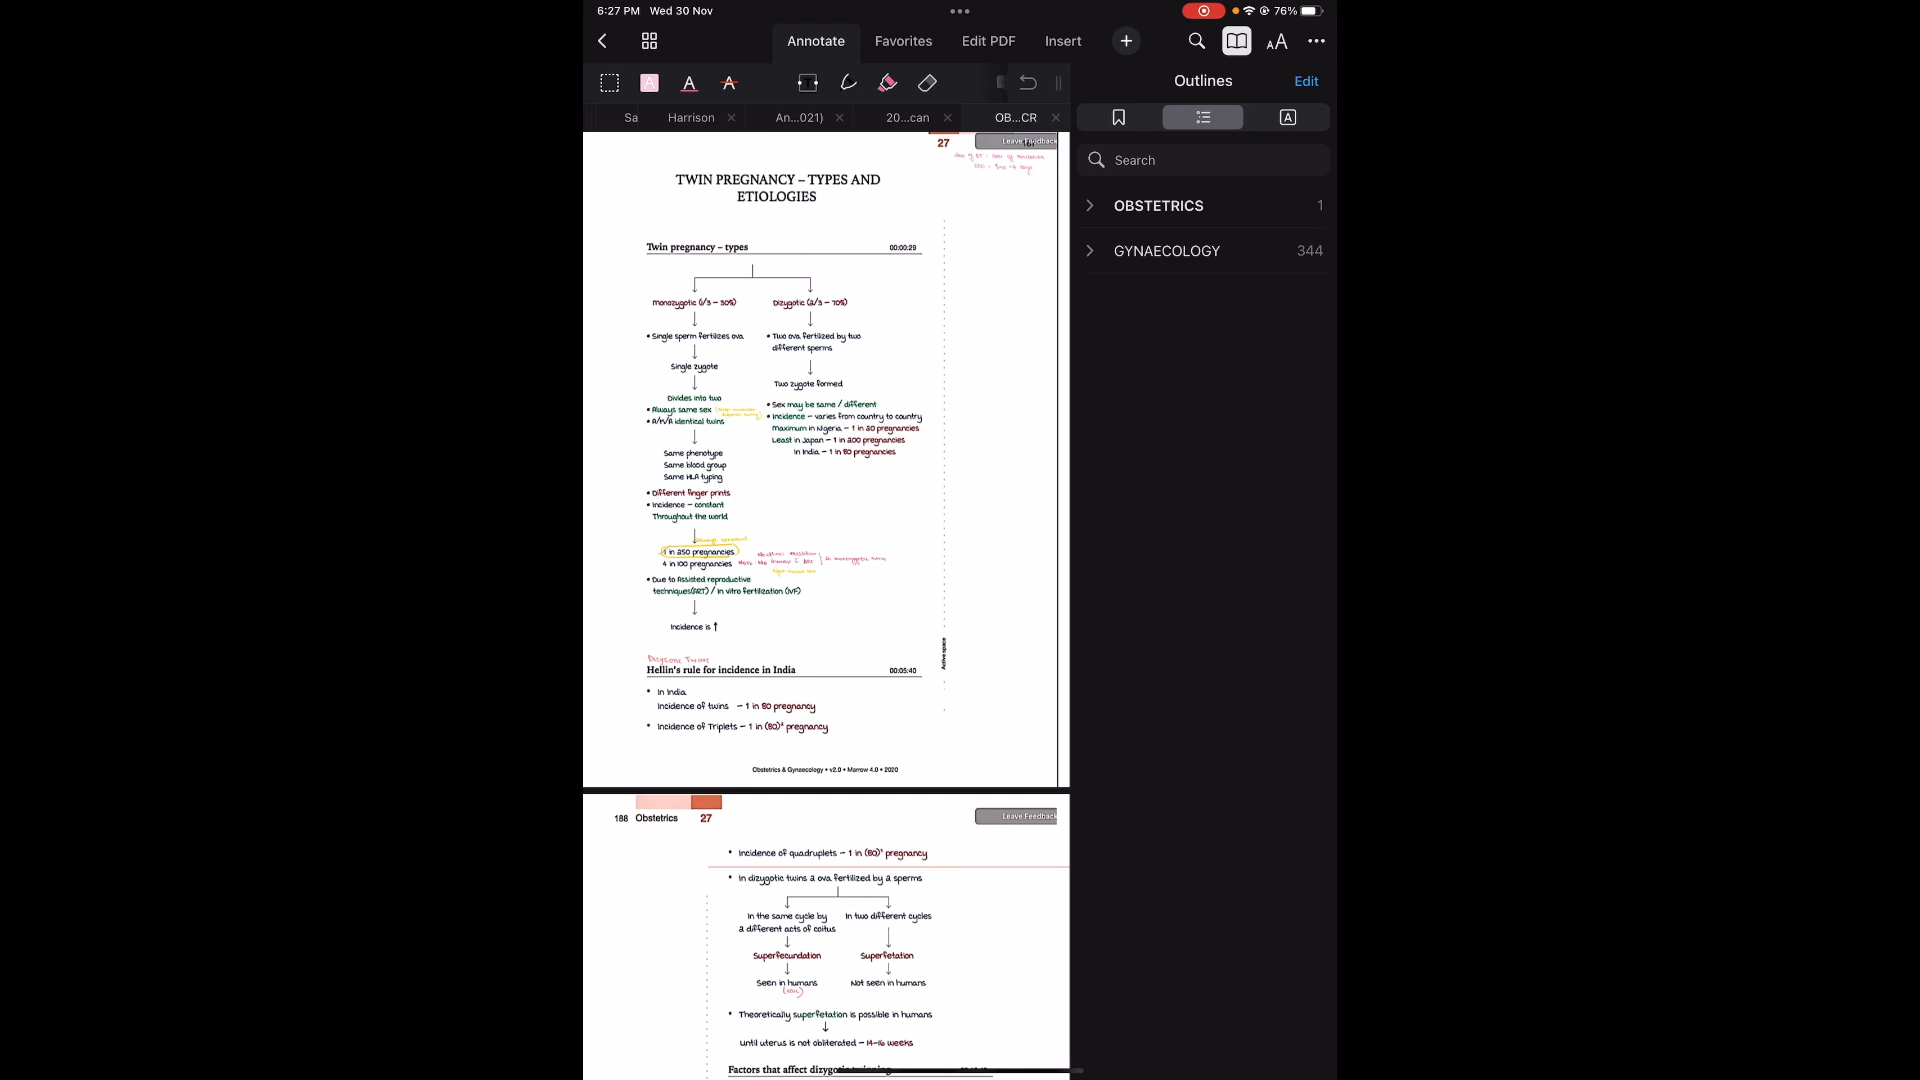 6:27 PM Wed 30 Nov
76%
Annotate Favorites Edit PDF Insert
AA
Outlines Edit
Sa Harrison An...021) 20...can OB...CR
Search
OBSTETRICS 1
GYNAECOLOGY 344
27 Leave Feedback
TWIN PREGNANCY – TYPES AND
ETIOLOGIES
Twin pregnancy – types 00:00:29
Monozygotic (1/3 – 30%) Dizygotic (2/3 – 70%)
• Single sperm fertilizes ova
• Two ova fertilized by two
different sperms
Single zygote
Two zygote formed
Divides into two
• Always same sex
• A/K/A identical twins
• Sex may be same / different
• Incidence – varies from country to country
Maximum in Nigeria – 1 in 20 pregnancies
Least in Japan – 1 in 200 pregnancies
In India – 1 in 80 pregnancies
Same phenotype
Same blood group
Same HLA typing
• Different finger prints
• Incidence – constant
Throughout the world
1 in 250 pregnancies
4 in 100 pregnancies
• Due to Assisted reproductive
techniques(ART) / In vitro fertilization (IVF)
Incidence is ↑
Dizygotic Twins
Hellin's rule for incidence in India 00:05:40
• In India
Incidence of twins – 1 in 80 pregnancy
• Incidence of Triplets – 1 in (80)² pregnancy
Active space
Obstetrics & Gynaecology • v2.0 • Marrow 4.0 • 2020
188 Obstetrics 27 Leave Feedback
• Incidence of quadruplets – 1 in (80)³ pregnancy
• In dizygotic twins 2 ova fertilized by 2 sperms
In the same cycle by
2 different acts of coitus
In two different cycles
Superfecundation Superfetation
Seen in humans Not seen in humans
(rare)
• Theoretically superfetation is possible in humans
Until uterus is not obliterated – 14-16 weeks
Factors that affect dizygotic twinning